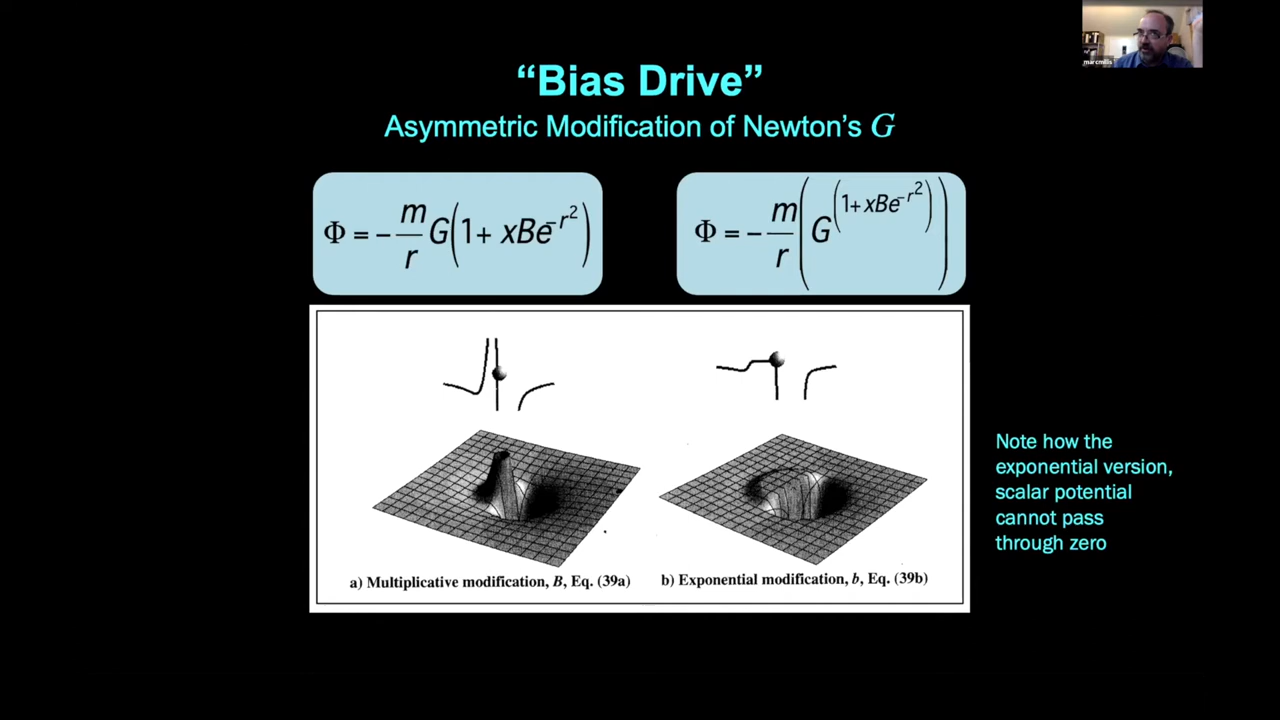 marcmillis
“Bias Drive”
Asymmetric Modification of Newton’s G
Φ = − m/r G(1 + xBe^−r²)
Φ = − m/r (G^(1+xBe^−r²))
Note how the
exponential version,
scalar potential
cannot pass
through zero
a) Multiplicative modification, B, Eq. (39a)
b) Exponential modification, b, Eq. (39b)